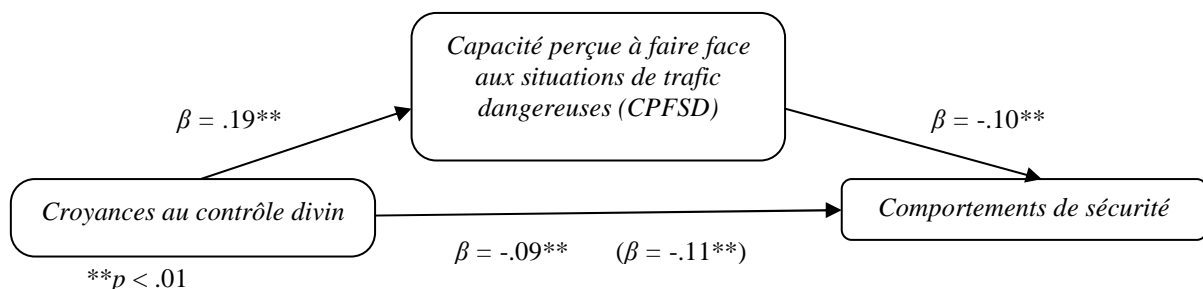 Capacité perçue à faire face
aux situations de trafic
dangereuses (CPFSD)
β = .19**
β = -.10**
Croyances au contrôle divin
Comportements de sécurité
β = -.09** (β = -.11**)
**p < .01